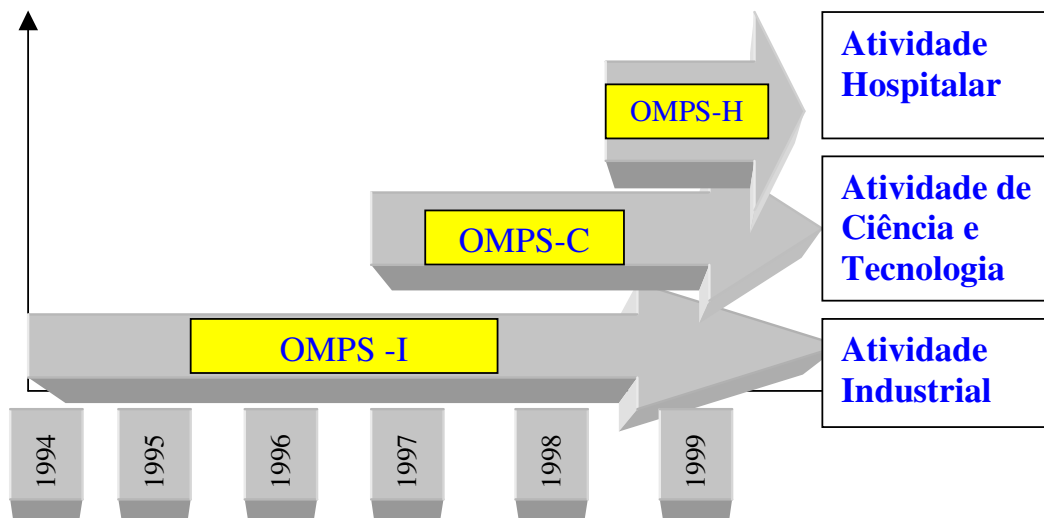 Atividade
Hospitalar
OMPS-H
Atividade de
Ciência e
Tecnologia
OMPS-C
OMPS -I
Atividade
Industrial
1994
1995
1996
1997
1998
1999